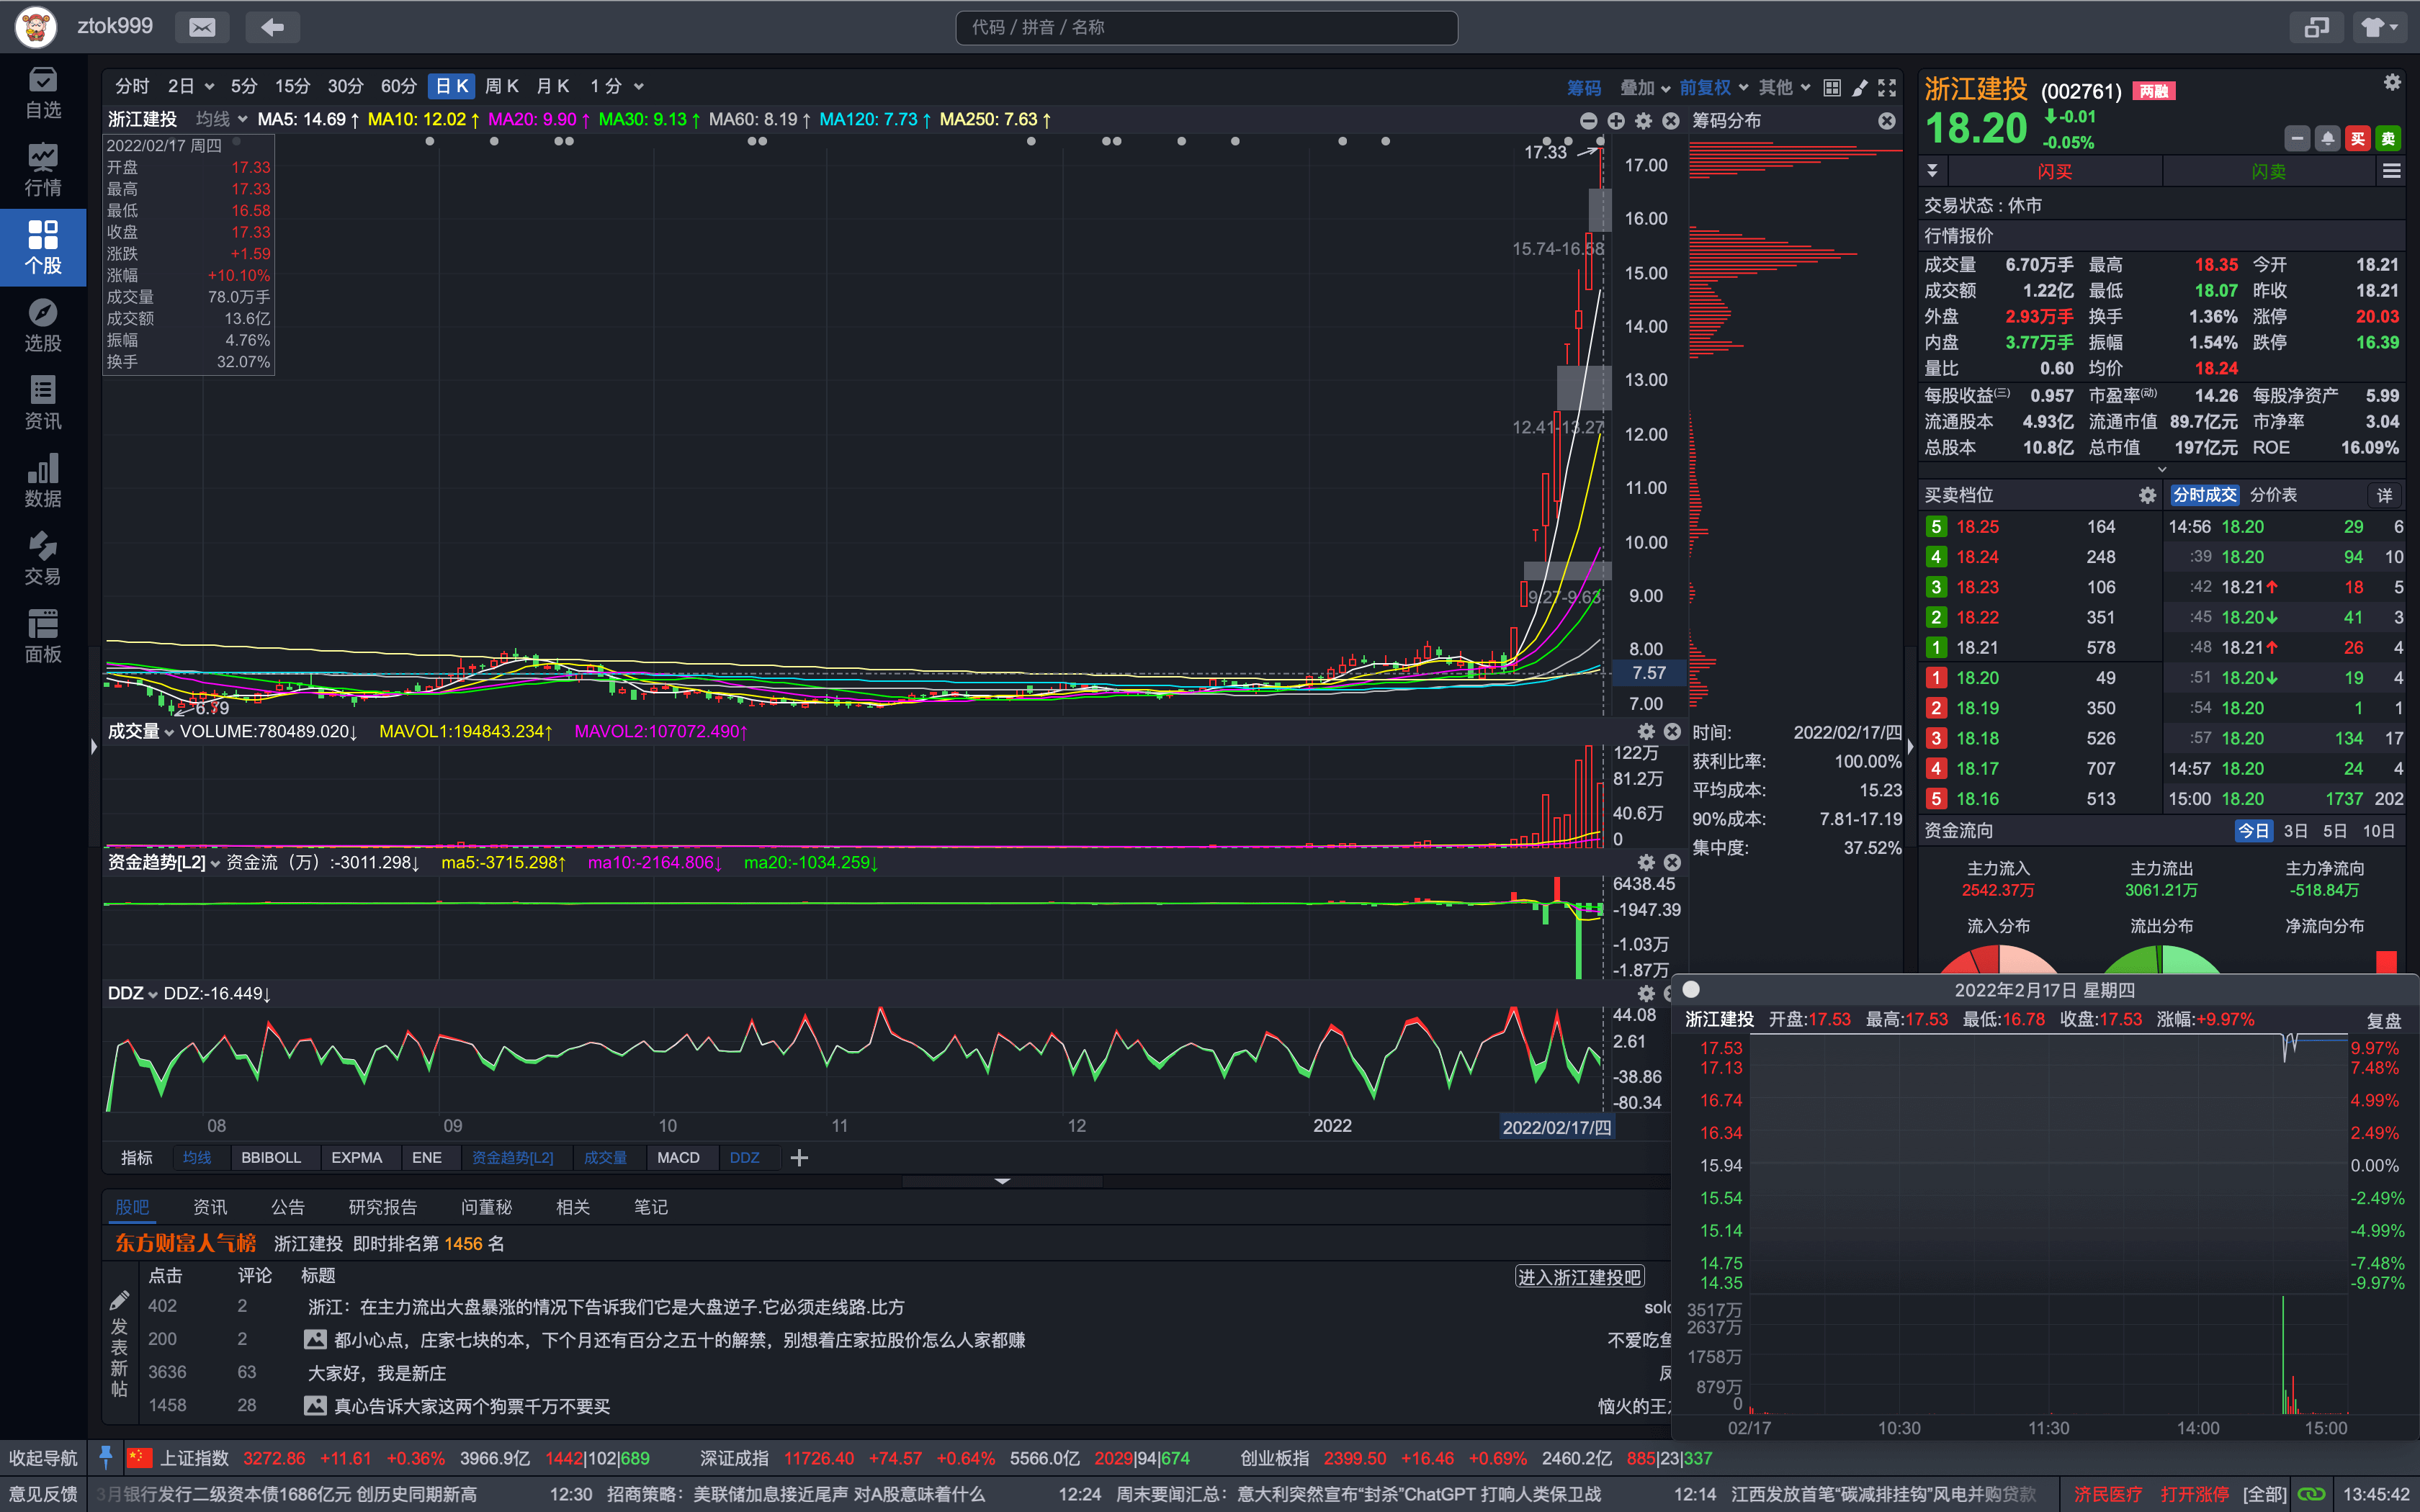 ztok999
代码 / 拼音 / 名称
自选
行情
个股
选股
资讯
数据
交易
面板
分时 2日 5分 15分 30分 60分 日K 周K 月K 1分
筹码 叠加 前复权 其他
浙江建投 均线 MA5: 14.69↑ MA10: 12.02↑ MA20: 9.90↑ MA30: 9.13↑ MA60: 8.19↑ MA120: 7.73↑ MA250: 7.63↑
筹码分布
2022/02/17 周四
开盘 17.33
最高 17.33
最低 16.58
收盘 17.33
涨跌 +1.59
涨幅 +10.10%
成交量 78.0万手
成交额 13.6亿
振幅 4.76%
换手 32.07%
17.33
15.74-16.58
12.41-13.27
9.27-9.63
6.79
17.00
16.00
15.00
14.00
13.00
12.00
11.00
10.00
9.00
8.00
7.57
7.00
成交量 VOLUME:780489.020↓ MAVOL1:194843.234↑ MAVOL2:107072.490↑
122万
81.2万
40.6万
0
时间: 2022/02/17/四
获利比率: 100.00%
平均成本: 15.23
90%成本: 7.81-17.19
集中度: 37.52%
资金趋势[L2] 资金流（万）:-3011.298↓ ma5:-3715.298↑ ma10:-2164.806↓ ma20:-1034.259↓
6438.45
-1947.39
-1.03万
-1.87万
DDZ DDZ:-16.449↓
44.08
2.61
-38.86
-80.34
08 09 10 11 12 2022 2022/02/17/四
指标 均线 BBIBOLL EXPMA ENE 资金趋势[L2] 成交量 MACD DDZ
股吧 资讯 公告 研究报告 问董秘 相关 笔记
东方财富人气榜 浙江建投 即时排名第 1456 名
点击 评论 标题 进入浙江建投吧
发表新帖
402 2 浙江：在主力流出大盘暴涨的情况下告诉我们它是大盘逆子.它必须走线路.比方
200 2 都小心点，庄家七块的本，下个月还有百分之五十的解禁，别想着庄家拉股价怎么人家都赚 不爱吃鱼
3636 63 大家好，我是新庄
1458 28 真心告诉大家这两个狗票千万不要买 恼火的王
浙江建投 (002761) 两融
18.20 -0.01
-0.05%
买 卖
闪买 闪卖
交易状态 : 休市
行情报价
成交量 6.70万手 最高 18.35 今开 18.21
成交额 1.22亿 最低 18.07 昨收 18.21
外盘 2.93万手 换手 1.36% 涨停 20.03
内盘 3.77万手 振幅 1.54% 跌停 16.39
量比 0.60 均价 18.24
每股收益(三) 0.957 市盈率(动) 14.26 每股净资产 5.99
流通股本 4.93亿 流通市值 89.7亿元 市净率 3.04
总股本 10.8亿 总市值 197亿元 ROE 16.09%
买卖档位 分时成交 分价表 详
5 18.25 164 14:56 18.20 29 6
4 18.24 248 :39 18.20 94 10
3 18.23 106 :42 18.21↑ 18 5
2 18.22 351 :45 18.20↓ 41 3
1 18.21 578 :48 18.21↑ 26 4
1 18.20 49 :51 18.20↓ 19 4
2 18.19 350 :54 18.20 1 1
3 18.18 526 :57 18.20 134 17
4 18.17 707 14:57 18.20 24 4
5 18.16 513 15:00 18.20 1737 202
资金流向 今日 3日 5日 10日
主力流入 主力流出 主力净流向
2542.37万 3061.21万 -518.84万
流入分布 流出分布 净流向分布
2022年2月17日 星期四
浙江建投 开盘:17.53 最高:17.53 最低:16.78 收盘:17.53 涨幅:+9.97% 复盘
17.53 9.97%
17.13 7.48%
16.74 4.99%
16.34 2.49%
15.94 0.00%
15.54 -2.49%
15.14 -4.99%
14.75 -7.48%
14.35 -9.97%
3517万
2637万
1758万
879万
0
02/17 10:30 11:30 14:00 15:00
收起导航 上证指数 3272.86 +11.61 +0.36% 3966.9亿 1442|102|689 深证成指 11726.40 +74.57 +0.64% 5566.0亿 2029|94|674 创业板指 2399.50 +16.46 +0.69% 2460.2亿 885|23|337
意见反馈 3月银行发行二级资本债1686亿元 创历史同期新高 12:30 招商策略：美联储加息接近尾声 对A股意味着什么 12:24 周末要闻汇总：意大利突然宣布“封杀”ChatGPT 打响人类保卫战 12:14 江西发放首笔“碳减排挂钩”风电并购贷款 济民医疗 打开涨停 [全部] 13:45:42